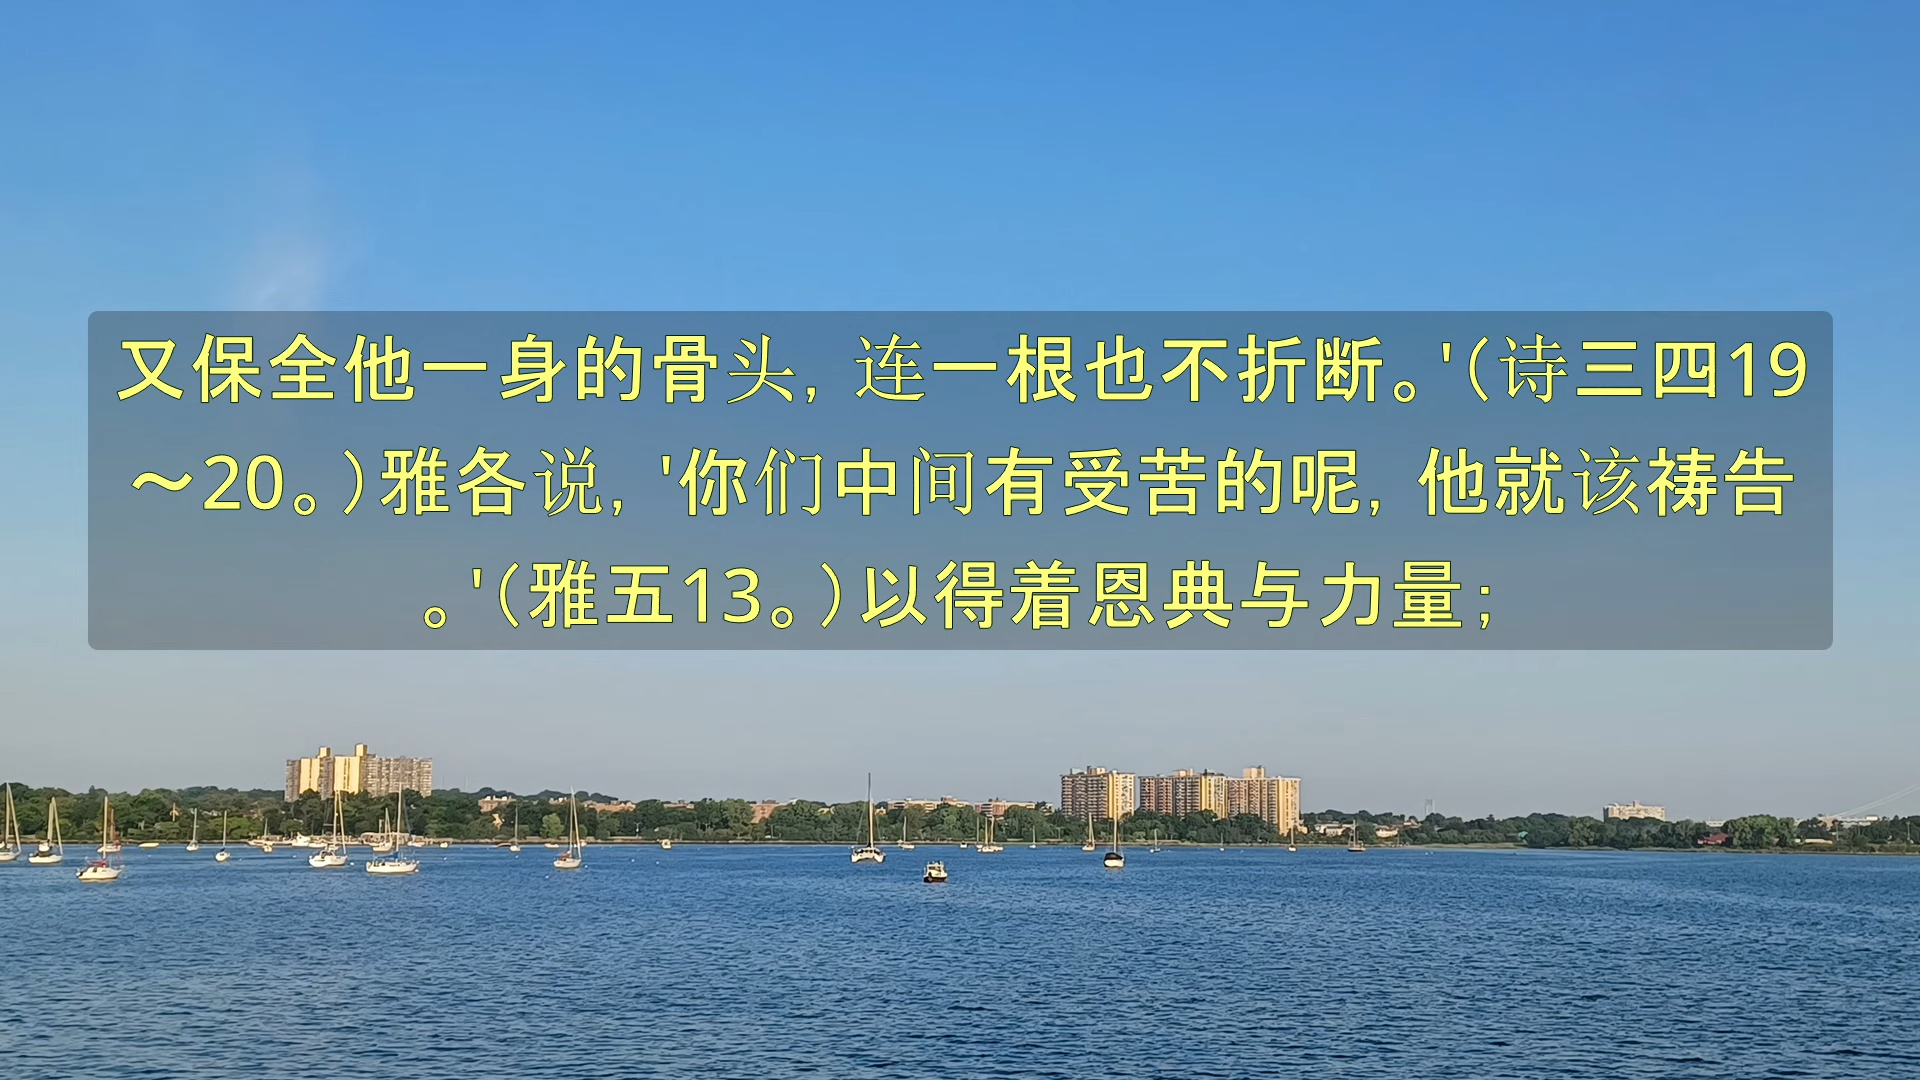 又保全他一身的骨头, 连一根也不折断。'(诗三四19
～20。)雅各说, '你们中间有受苦的呢, 他就该祷告
。'(雅五13。)以得着恩典与力量;